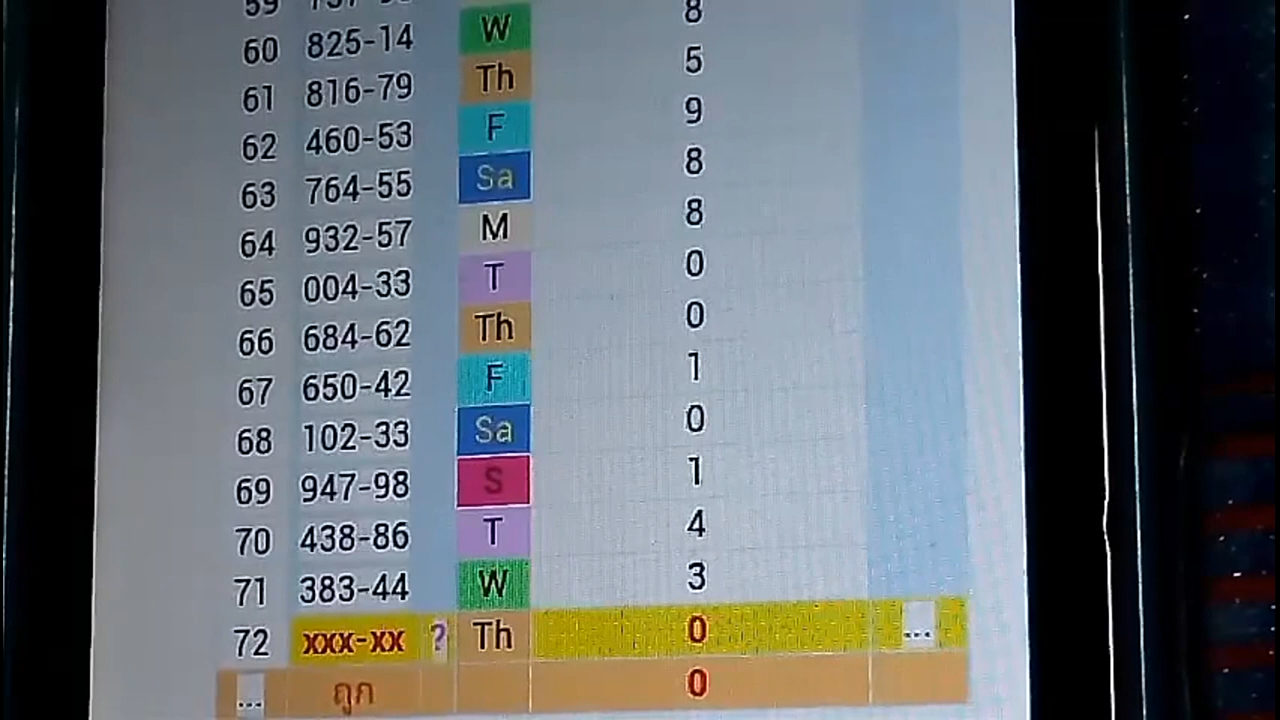 59
60 825-14 W 8
61 816-79 Th 5
62 460-53 F 9
63 764-55 Sa 8
64 932-57 M 8
65 004-33 T 0
66 684-62 Th 0
67 650-42 F 1
68 102-33 Sa 0
69 947-98 S 1
70 438-86 T 4
71 383-44 W 3
72 xxx-xx ? Th 0 ...
... ถูก 0